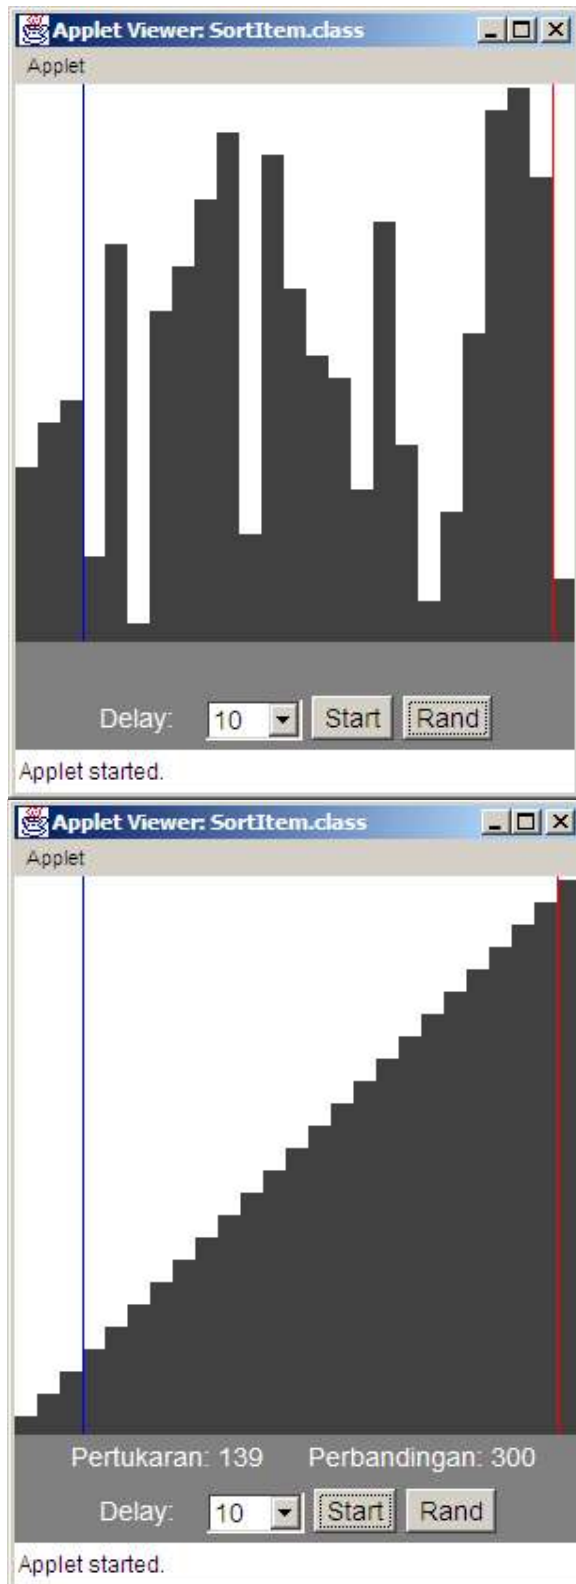 Applet Viewer: SortItem.class
Applet
Delay: 10 Start Rand
Applet started.
Applet Viewer: SortItem.class
Applet
Pertukaran: 139 Perbandingan: 300
Delay: 10 Start Rand
Applet started.